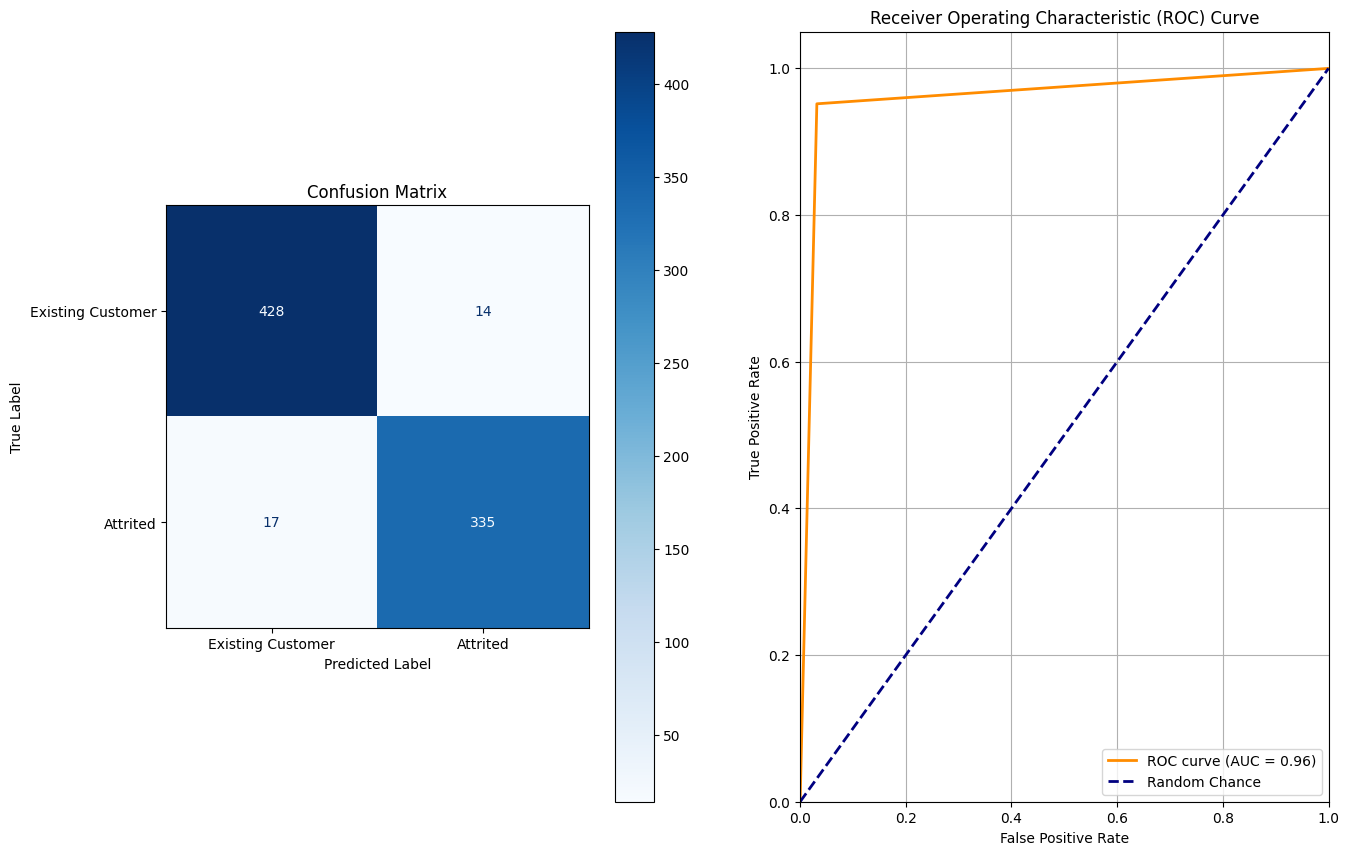 Confusion Matrix
Existing Customer
Attrited
True Label
428
14
17
335
Existing Customer
Attrited
Predicted Label
400
350
300
250
200
150
100
50
Receiver Operating Characteristic (ROC) Curve
True Positive Rate
1.0
0.8
0.6
0.4
0.2
0.0
0.0
0.2
0.4
0.6
0.8
1.0
False Positive Rate
ROC curve (AUC = 0.96)
Random Chance